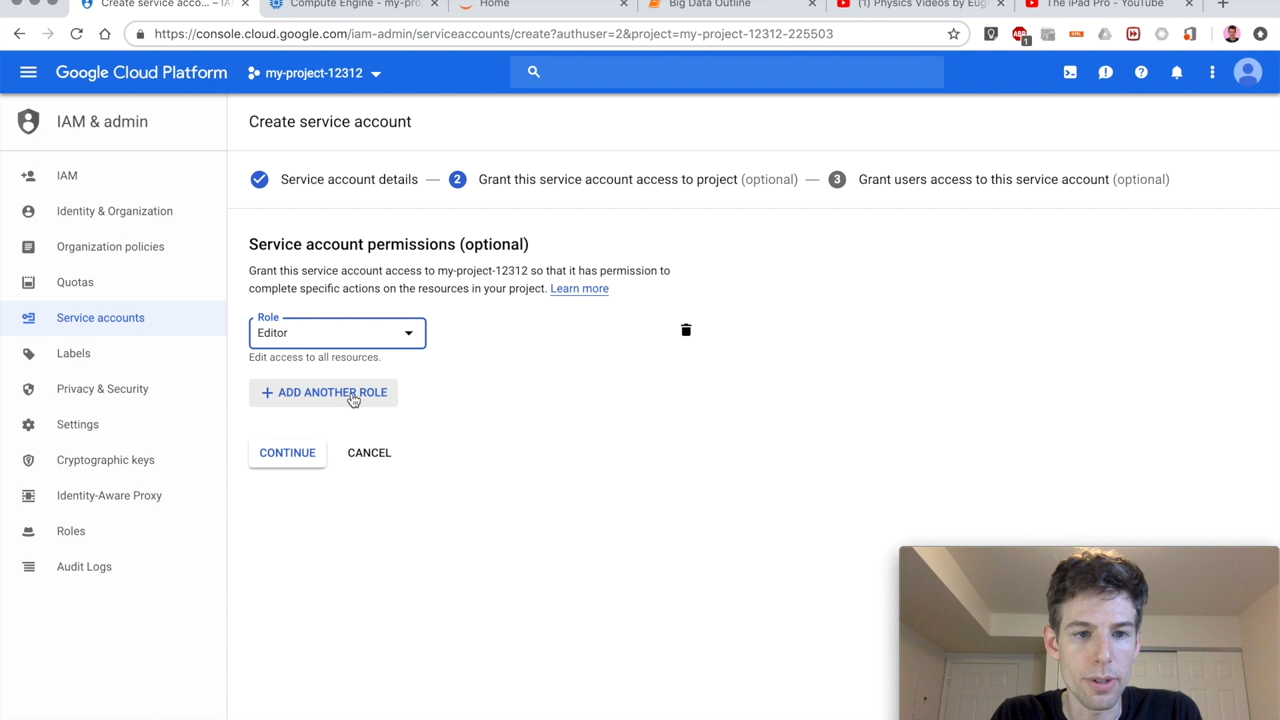 Create service acco... – IA
Compute Engine - my-pro
Home
Big Data Outline
(1) Physics Videos by Eug
The iPad Pro - YouTube
https://console.cloud.google.com/iam-admin/serviceaccounts/create?authuser=2&project=my-project-12312-225503
ABP
1
XML
Google Cloud Platform
my-project-12312
IAM & admin
Create service account
Service account details — 2 Grant this service account access to project (optional) — 3 Grant users access to this service account (optional)
IAM
Identity & Organization
Organization policies
Quotas
Service accounts
Labels
Privacy & Security
Settings
Cryptographic keys
Identity-Aware Proxy
Roles
Audit Logs
Service account permissions (optional)
Grant this service account access to my-project-12312 so that it has permission to
complete specific actions on the resources in your project. Learn more
Role
Editor
Edit access to all resources.
+ ADD ANOTHER ROLE
CONTINUE
CANCEL